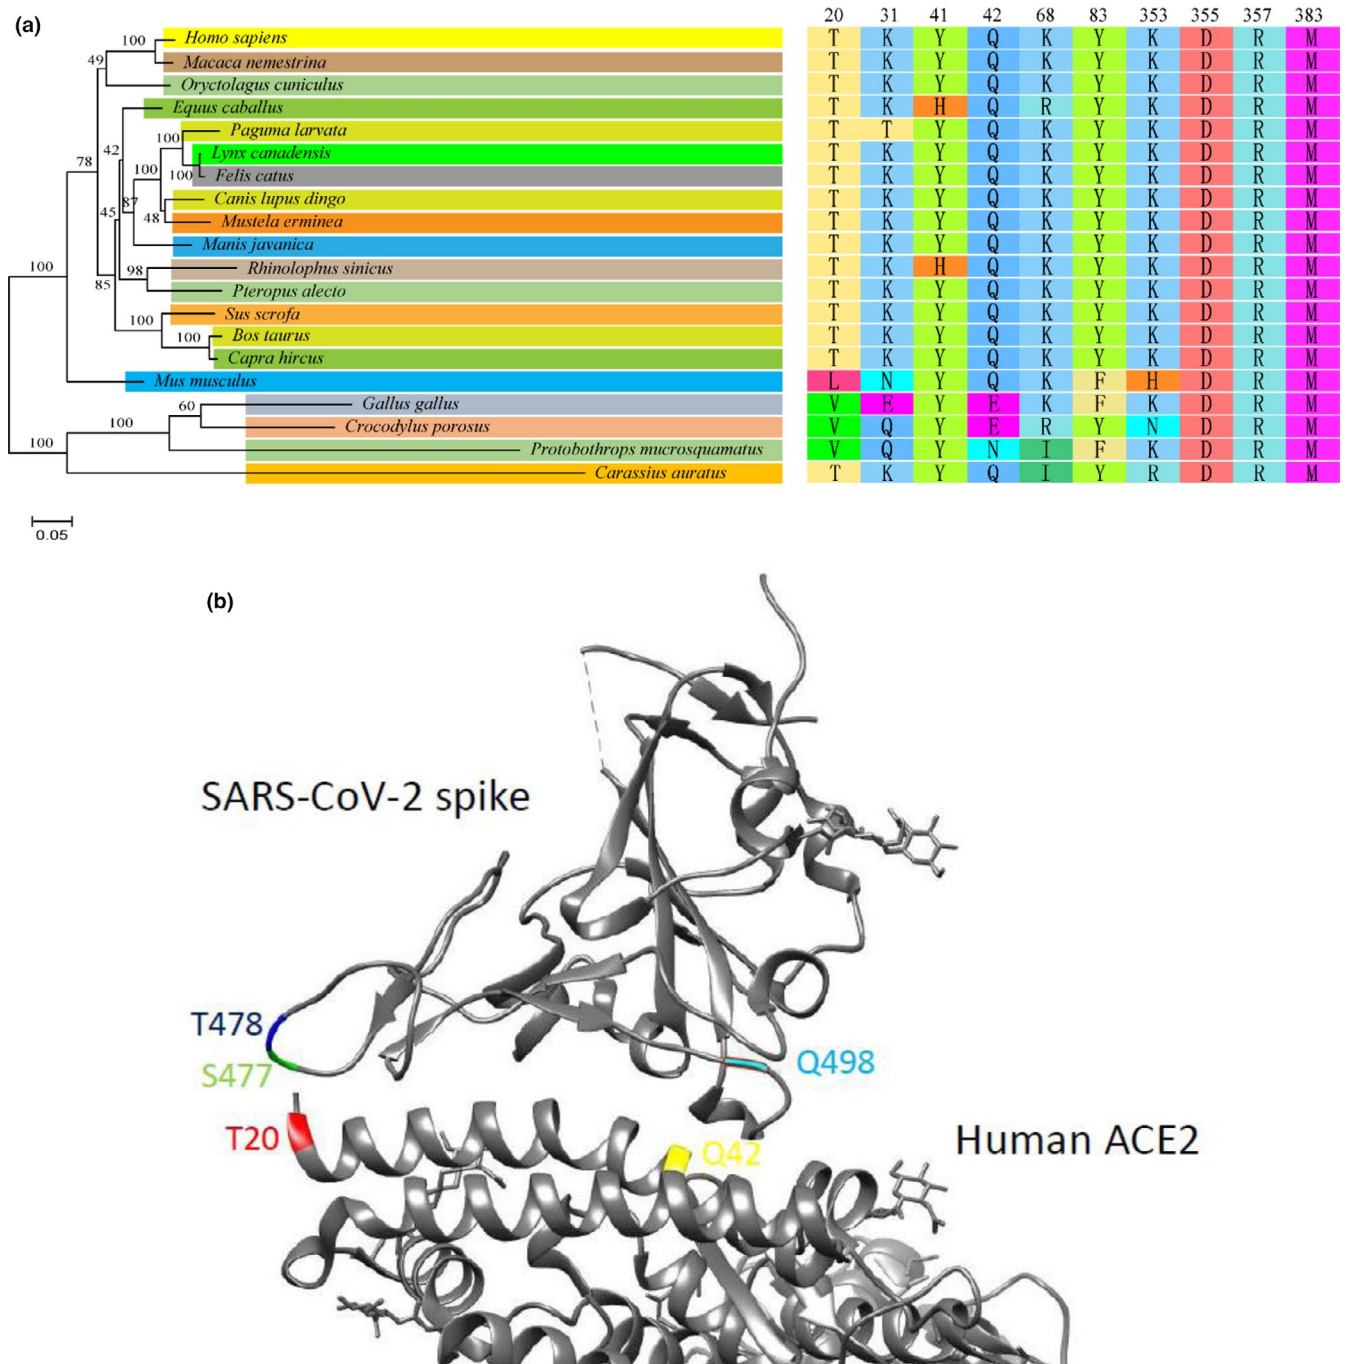 (a)
20 31 41 42 68 83 353 355 357 383
100 Homo sapiens T K Y Q K Y K D R M
49 Macaca nemestrina T K Y Q K Y K D R M
Oryctolagus cuniculus T K Y Q K Y K D R M
Equus caballus T K H Q R Y K D R M
100 Paguma larvata T T Y Q K Y K D R M
78 42 Lynx canadensis T K Y Q K Y K D R M
100 100 Felis catus T K Y Q K Y K D R M
87 Canis lupus dingo T K Y Q K Y K D R M
45 48 Mustela erminea T K Y Q K Y K D R M
Manis javanica T K Y Q K Y K D R M
100 98 Rhinolophus sinicus T K H Q K Y K D R M
85 Pteropus alecto T K Y Q K Y K D R M
100 Sus scrofa T K Y Q K Y K D R M
100 Bos taurus T K Y Q K Y K D R M
Capra hircus T K Y Q K Y K D R M
Mus musculus L N Y Q K F H D R M
60 Gallus gallus V E Y E K F K D R M
100 Crocodylus porosus V Q Y E R Y N D R M
100 Protobothrops mucrosquamatus V Q Y N I F K D R M
Carassius auratus T K Y Q I Y R D R M
0.05
(b)
SARS-CoV-2 spike
T478
S477
Q498
T20
Q42
Human ACE2